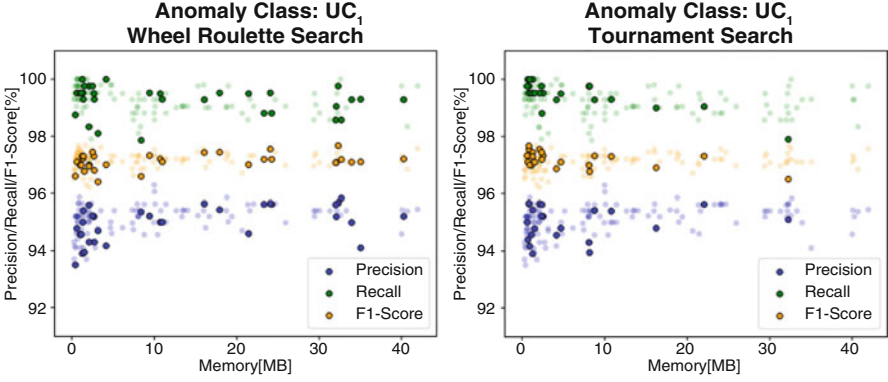 Anomaly Class: UC1
Wheel Roulette Search
Precision/Recall/F1-Score[%]
100
98
96
94
92
Precision
Recall
F1-Score
0
10
20
30
40
Memory[MB]
Anomaly Class: UC1
Tournament Search
Precision/Recall/F1-Score[%]
100
98
96
94
92
Precision
Recall
F1-Score
0
10
20
30
40
Memory[MB]